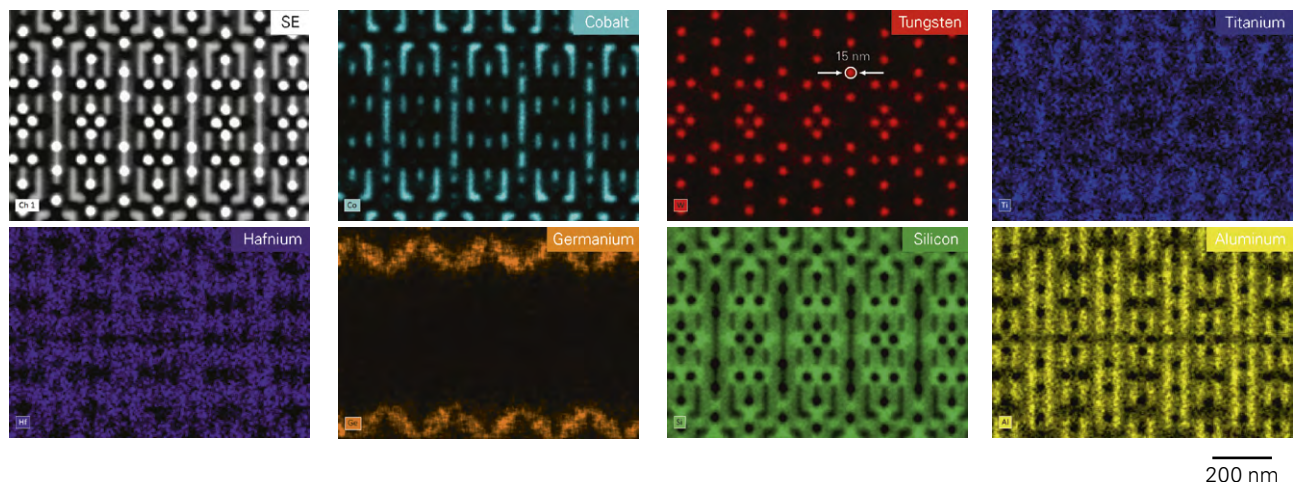 SE
Ch 1
Cobalt
Co
Tungsten
15 nm
W
Titanium
Ti
Hafnium
Hf
Germanium
Ge
Silicon
Si
Aluminum
Al
200 nm